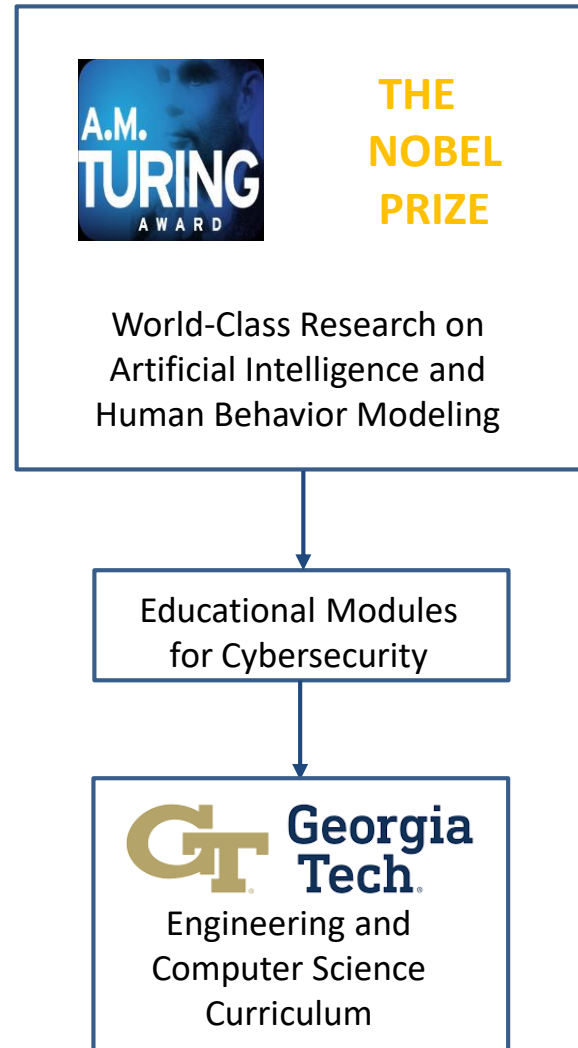 A.M.
TURING
AWARD
THE
NOBEL
PRIZE
World-Class Research on
Artificial Intelligence and
Human Behavior Modeling
Educational Modules
for Cybersecurity
GT
Georgia
Tech
Engineering and
Computer Science
Curriculum